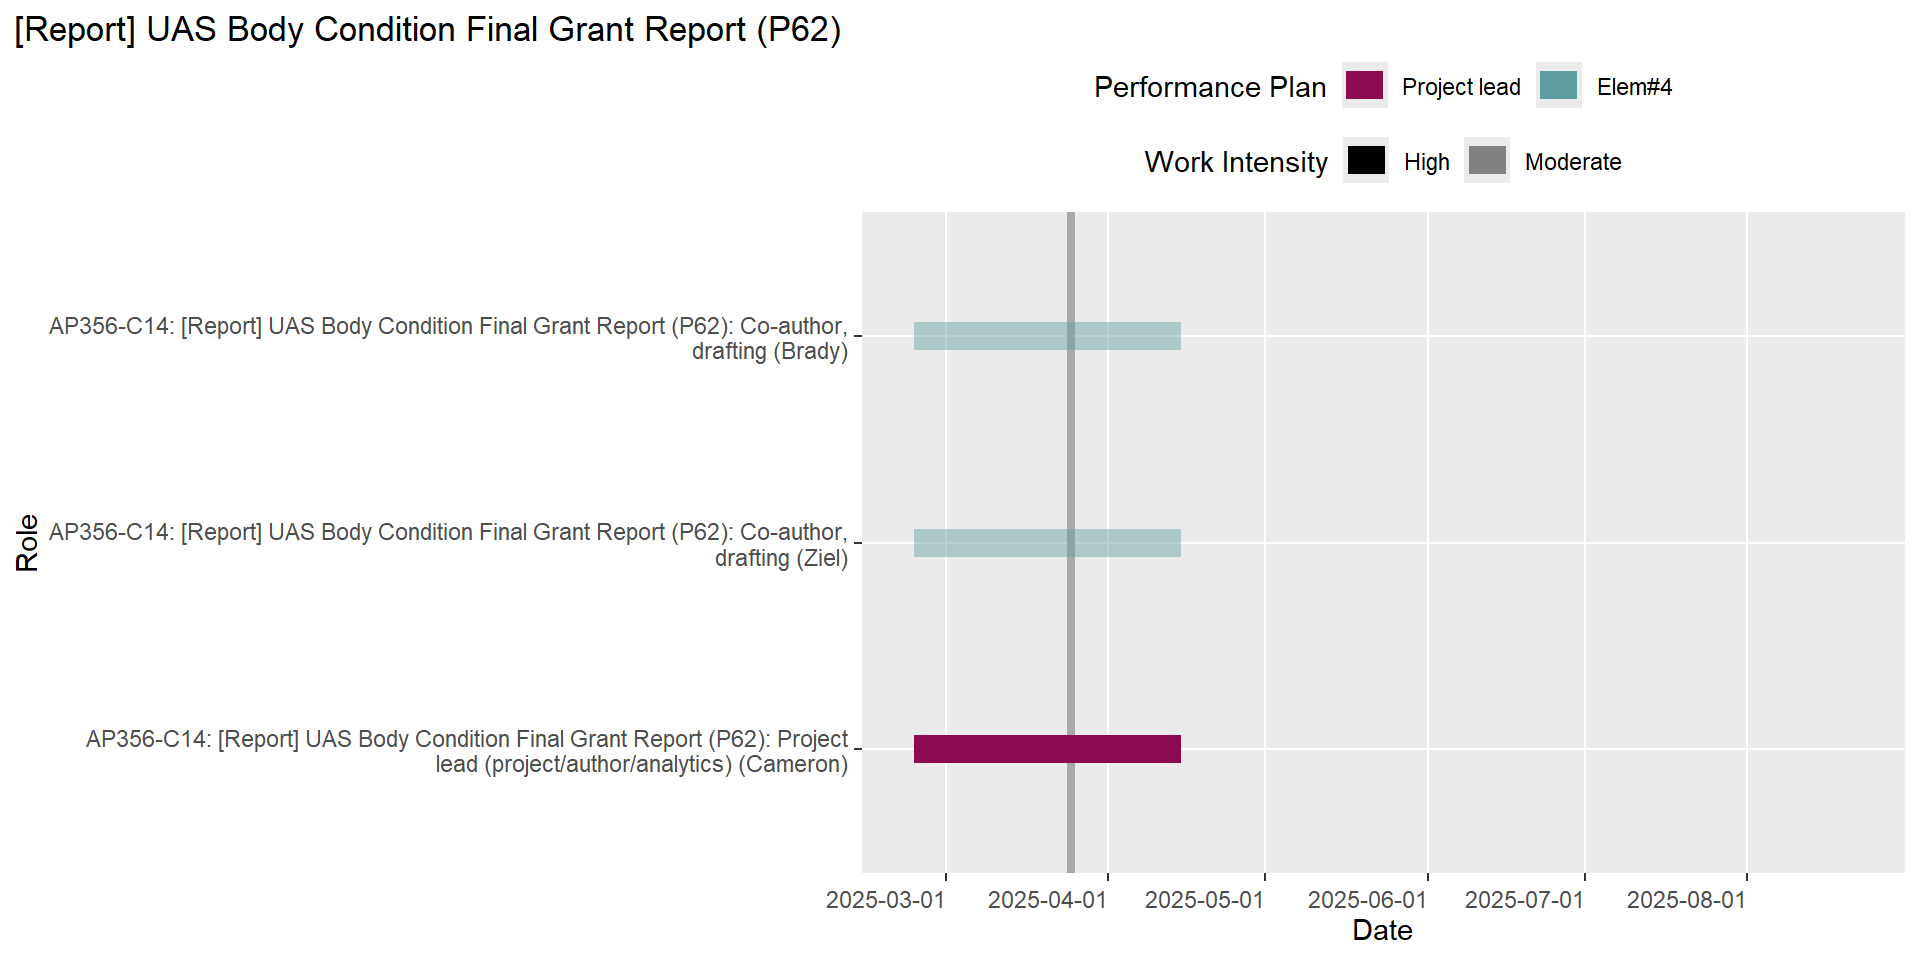 [Report] UAS Body Condition Final Grant Report (P62)
Performance Plan Project lead Elem#4
Work Intensity High Moderate
AP356-C14: [Report] UAS Body Condition Final Grant Report (P62): Co-author,
drafting (Brady)
Role
AP356-C14: [Report] UAS Body Condition Final Grant Report (P62): Co-author,
drafting (Ziel)
AP356-C14: [Report] UAS Body Condition Final Grant Report (P62): Project
lead (project/author/analytics) (Cameron)
2025-03-01 2025-04-01 2025-05-01 2025-06-01 2025-07-01 2025-08-01
Date